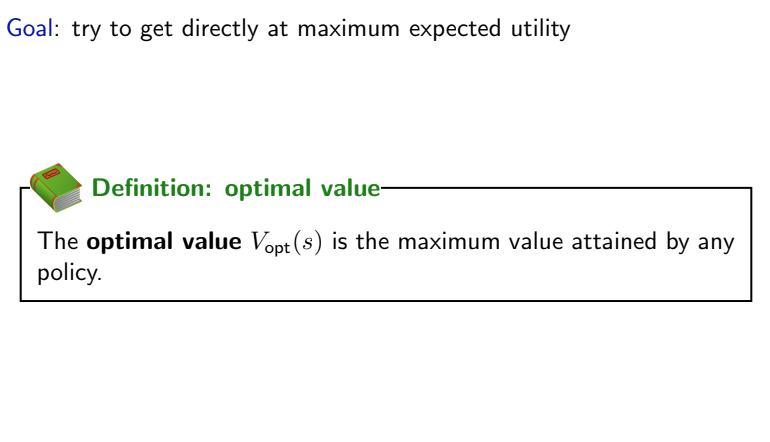 Goal: try to get directly at maximum expected utility
Definition: optimal value
The optimal value V_opt(s) is the maximum value attained by any
policy.